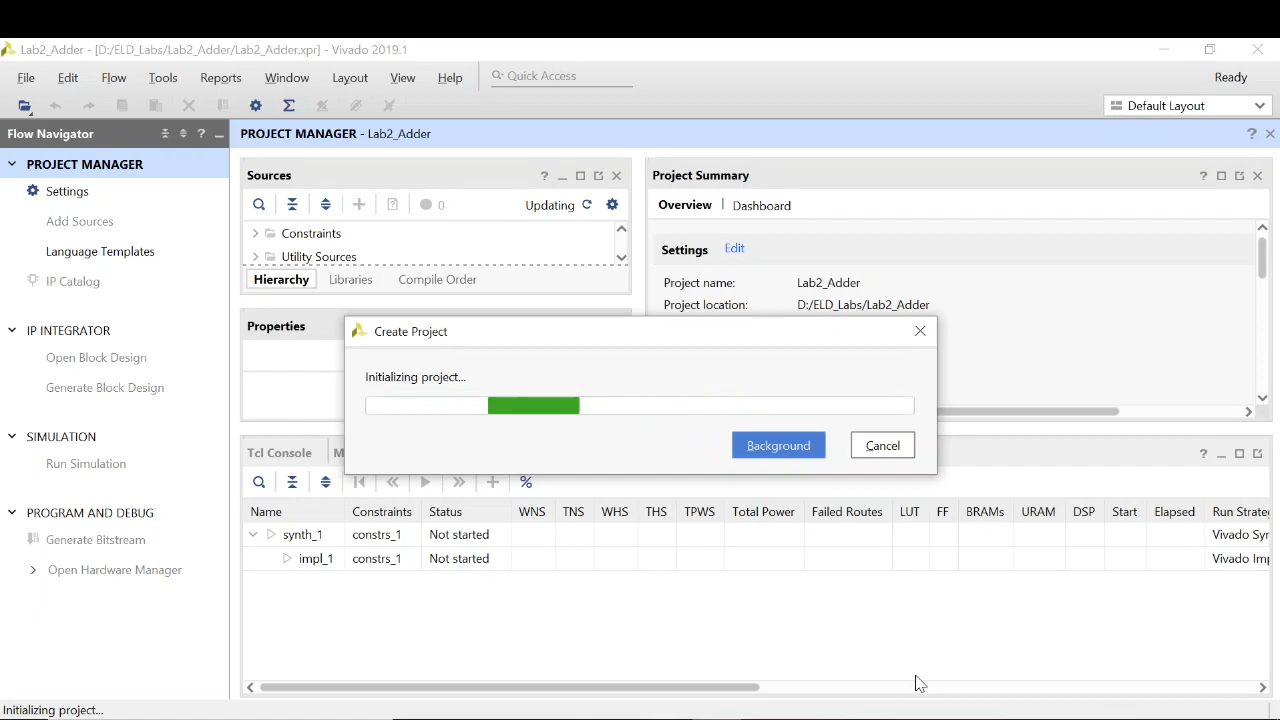 Lab2_Adder - [D:/ELD_Labs/Lab2_Adder/Lab2_Adder.xpr] - Vivado 2019.1
File Edit Flow Tools Reports Window Layout View Help Quick Access Ready
Default Layout
Flow Navigator ?
PROJECT MANAGER - Lab2_Adder ?
PROJECT MANAGER
Settings
Add Sources
Language Templates
IP Catalog
IP INTEGRATOR
Open Block Design
Generate Block Design
SIMULATION
Run Simulation
PROGRAM AND DEBUG
Generate Bitstream
Open Hardware Manager
Sources ?
0 Updating
Constraints
Utility Sources
Hierarchy Libraries Compile Order
Properties
Project Summary ?
Overview | Dashboard
Settings Edit
Project name: Lab2_Adder
Project location: D:/ELD_Labs/Lab2_Adder
Create Project
Initializing project...
Background Cancel
Tcl Console M ?
%
Name Constraints Status WNS TNS WHS THS TPWS Total Power Failed Routes LUT FF BRAMs URAM DSP Start Elapsed Run Strateg
synth_1 constrs_1 Not started Vivado Syn
impl_1 constrs_1 Not started Vivado Imp
Initializing project...